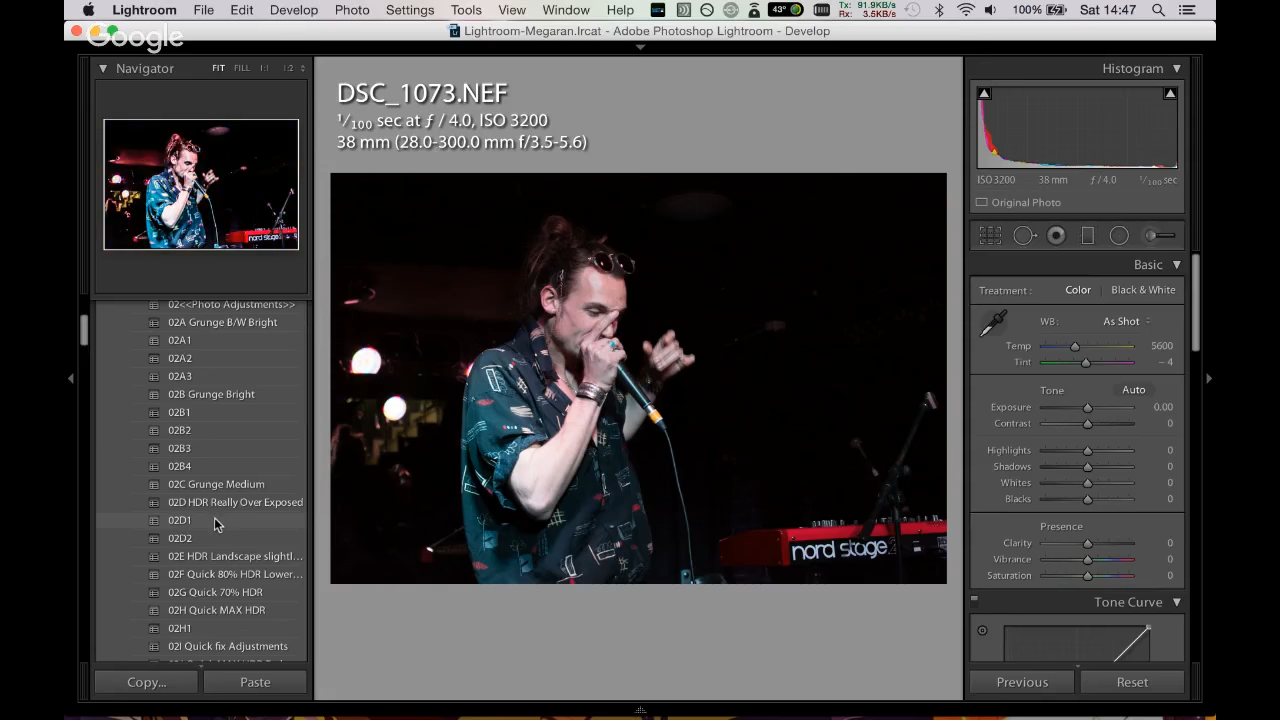 Lightroom File Edit Develop Photo Settings Tools View Window Help 43° Tx: 91.9KB/s Rx: 3.5KB/s 100% Sat 14:47
Google
Lightroom-Megaran.lrcat - Adobe Photoshop Lightroom - Develop
Navigator FIT FILL 1:1 1:2
02<<Photo Adjustments>>
02A Grunge B/W Bright
02A1
02A2
02A3
02B Grunge Bright
02B1
02B2
02B3
02B4
02C Grunge Medium
02D HDR Really Over Exposed
02D1
02D2
02E HDR Landscape slightl...
02F Quick 80% HDR Lower...
02G Quick 70% HDR
02H Quick MAX HDR
02H1
02I Quick fix Adjustments
Copy... Paste
DSC_1073.NEF
1/100 sec at ƒ / 4.0, ISO 3200
38 mm (28.0-300.0 mm f/3.5-5.6)
nord stage
Histogram
ISO 3200 38 mm ƒ / 4.0 1/100 sec
Original Photo
Basic
Treatment : Color Black & White
WB: As Shot
Temp 5600
Tint – 4
Tone Auto
Exposure 0.00
Contrast 0
Highlights 0
Shadows 0
Whites 0
Blacks 0
Presence
Clarity 0
Vibrance 0
Saturation 0
Tone Curve
Previous Reset